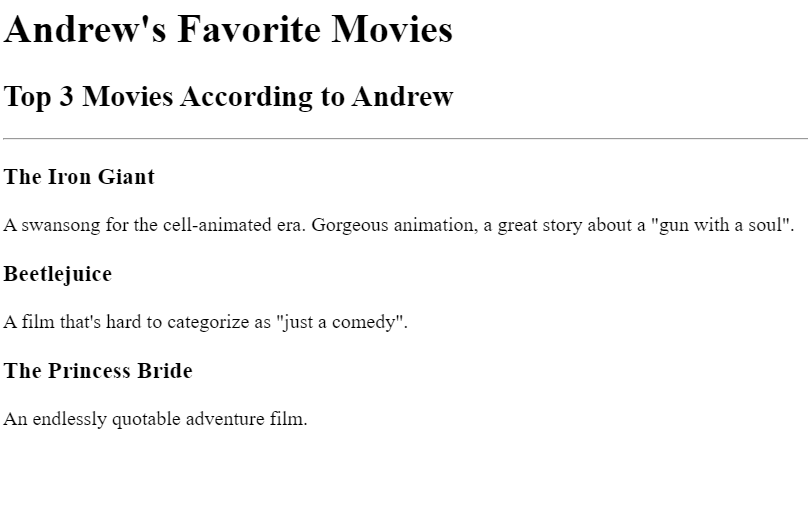 Andrew's Favorite Movies
Top 3 Movies According to Andrew
The Iron Giant
A swansong for the cell-animated era. Gorgeous animation, a great story about a "gun with a soul".
Beetlejuice
A film that's hard to categorize as "just a comedy".
The Princess Bride
An endlessly quotable adventure film.